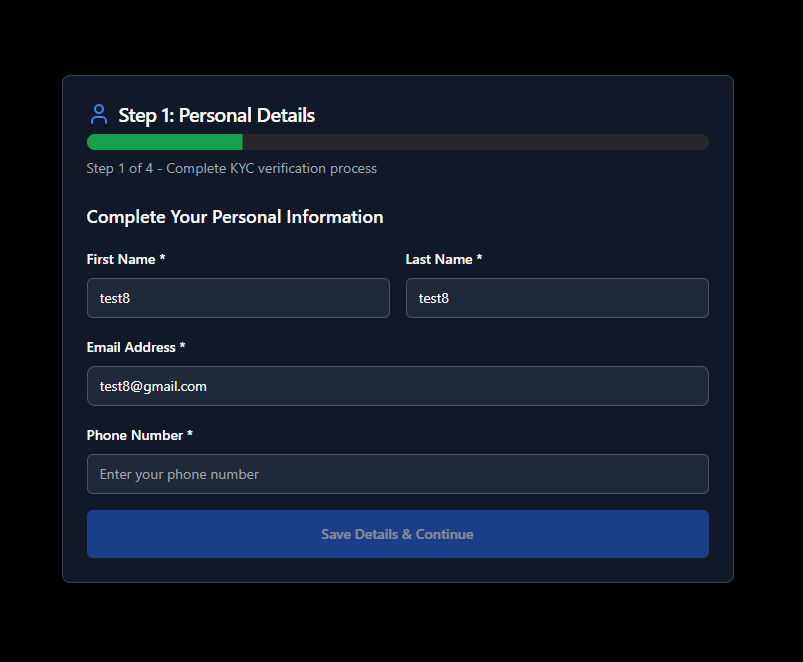 Step 1: Personal Details
Step 1 of 4 - Complete KYC verification process
Complete Your Personal Information
First Name *
Last Name *
test8
test8
Email Address *
test8@gmail.com
Phone Number *
Enter your phone number
Save Details & Continue